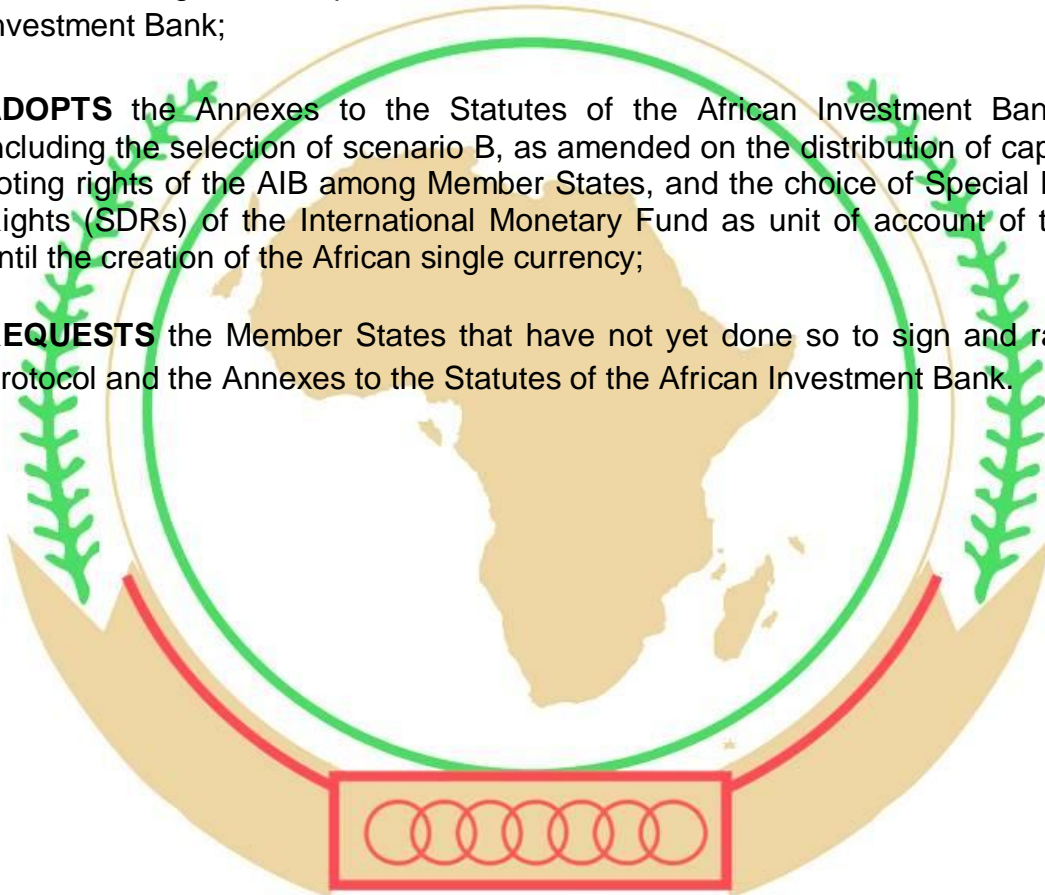 nvestment Bank;
DOPTS the Annexes to the Statutes of the African Investment Ban
ncluding the selection of scenario B, as amended on the distribution of cap
oting rights of the AIB among Member States, and the choice of Special
ights (SDRs) of the International Monetary Fund as unit of account of t
ntil the creation of the African single currency;
EQUESTS the Member States that have not yet done so to sign and ra
rotocol and the Annexes to the Statutes of the African Investment Bank.